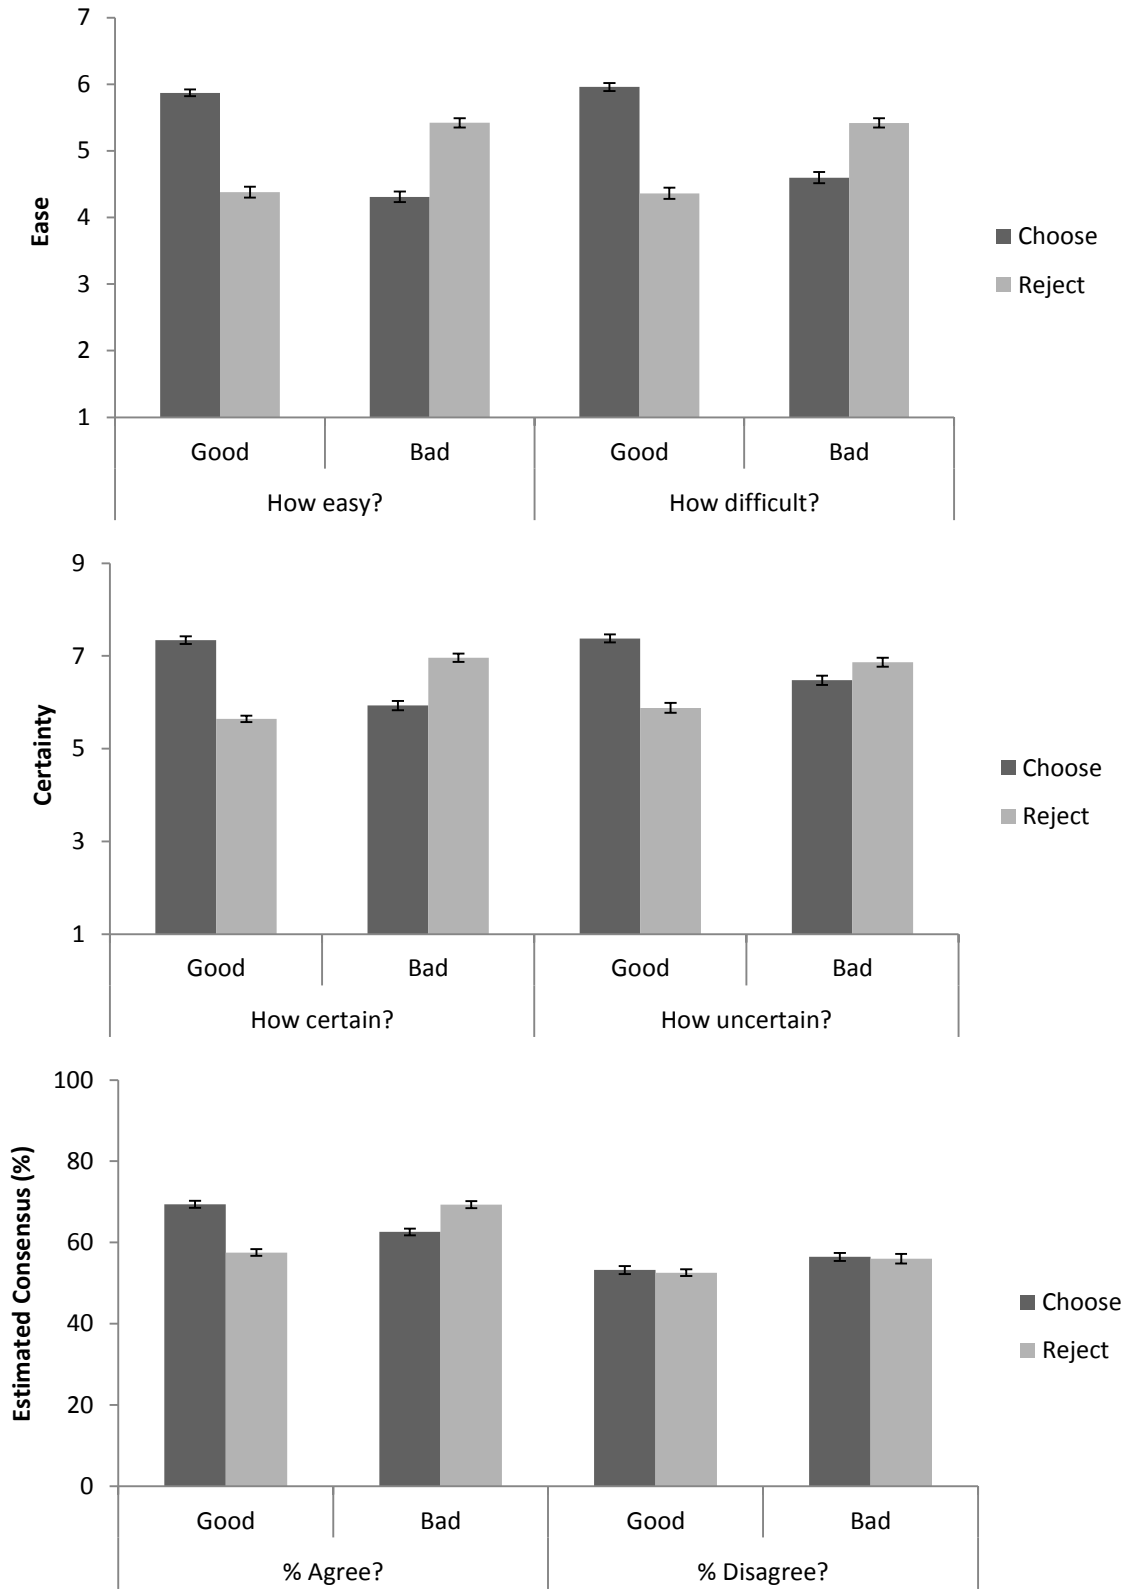 7
6
5
4
3
2
1
Ease
Choose
Reject
Good Bad Good Bad
How easy? How difficult?
9
7
5
3
1
Certainty
Choose
Reject
Good Bad Good Bad
How certain? How uncertain?
100
80
60
40
20
0
Estimated Consensus (%)
Choose
Reject
Good Bad Good Bad
% Agree? % Disagree?